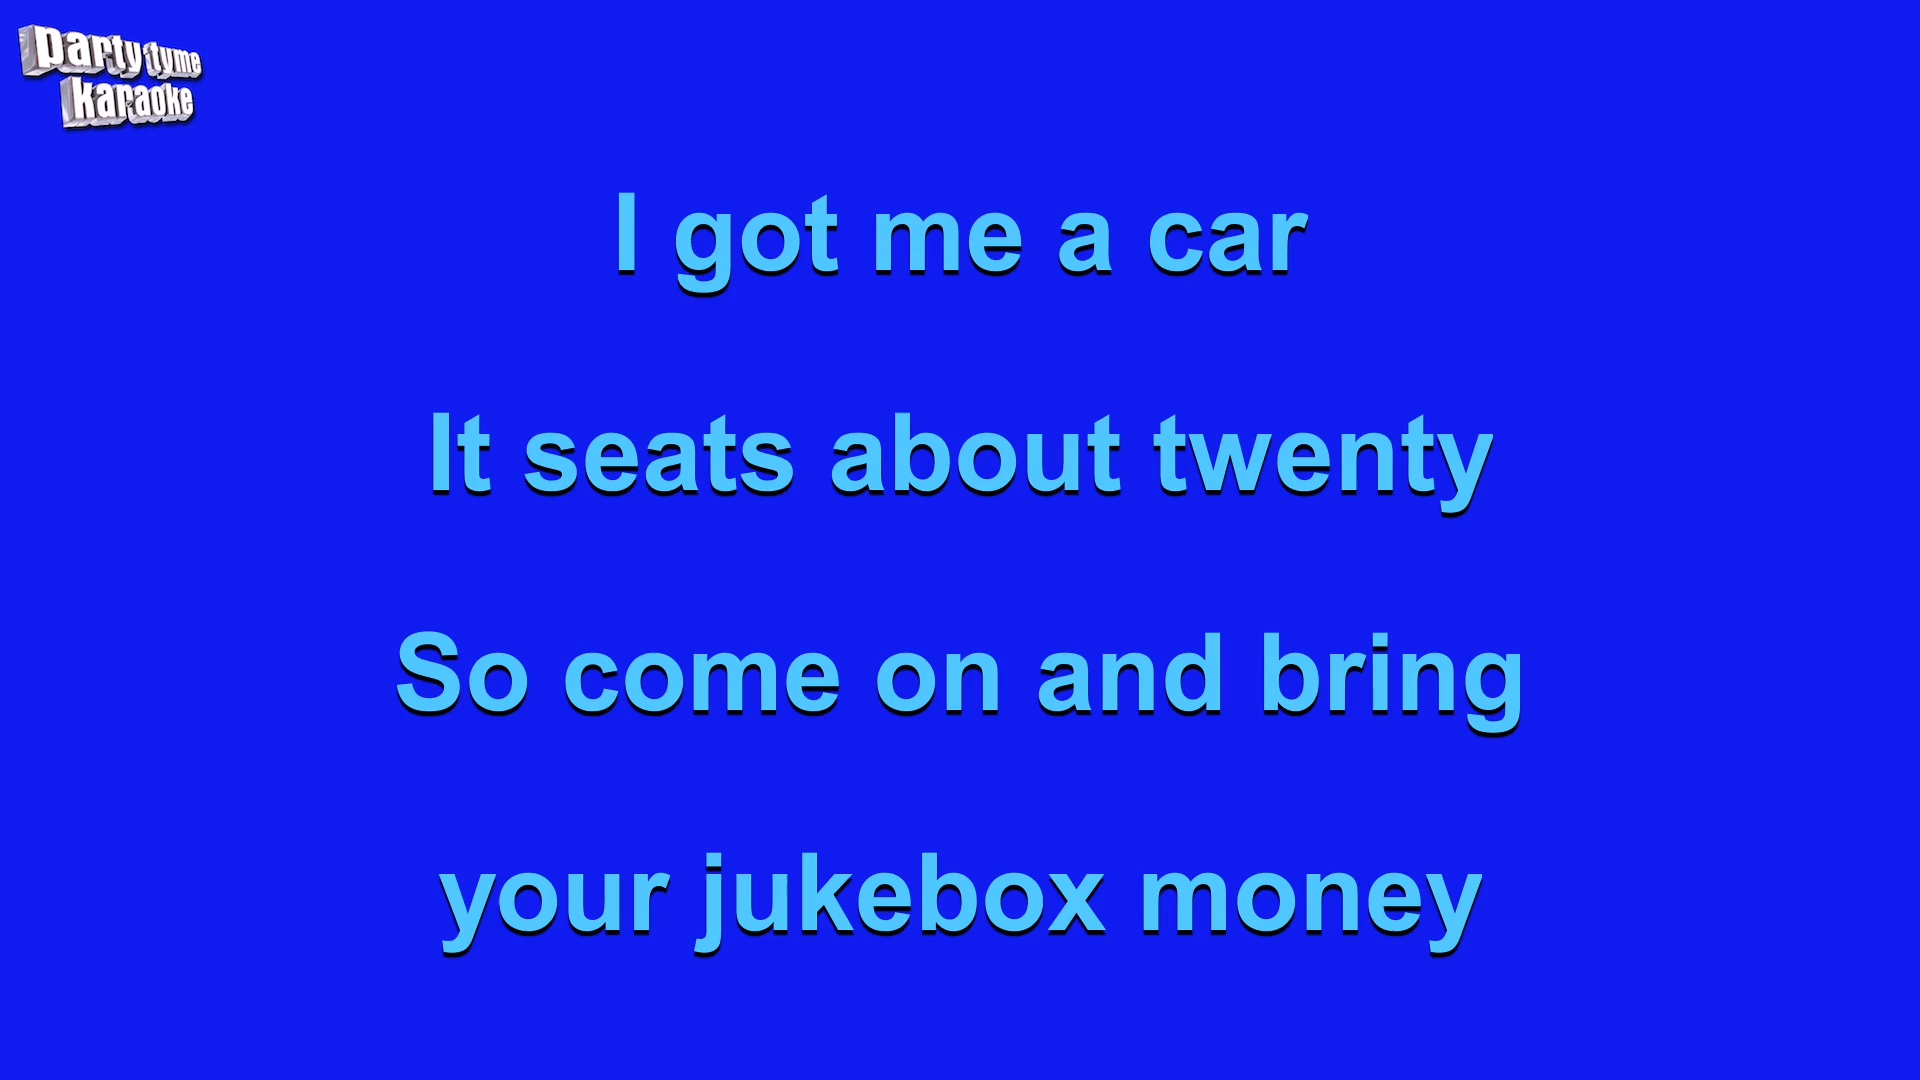 party tyme
karaoke
I got me a car
It seats about twenty
So come on and bring
your jukebox money